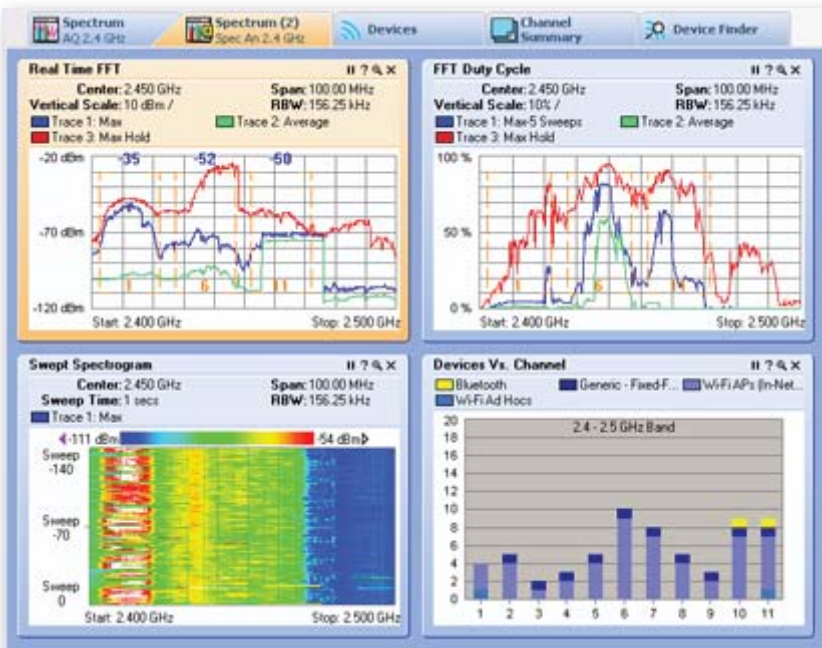 Spectrum
AQ 2.4 GHz
Spectrum (2)
Spec An 2.4 GHz
Devices
Channel
Summary
Device Finder
Real Time FFT
Center: 2.450 GHz Span: 100.00 MHz
Vertical Scale: 10 dBm / RBW: 156.25 kHz
Trace 1: Max Trace 2: Average
Trace 3: Max Hold
-20 dBm
-35 -52 -50
-70 dBm
1 6 11
-120 dBm
Start: 2.400 GHz Stop: 2.500 GHz
FFT Duty Cycle
Center: 2.450 GHz Span: 100.00 MHz
Vertical Scale: 10% / RBW: 156.25 kHz
Trace 1: Max-5 Sweeps Trace 2: Average
Trace 3: Max Hold
100 %
50 %
1 6
0 %
Start: 2.400 GHz Stop: 2.500 GHz
Swept Spectrogram
Center: 2.450 GHz Span: 100.00 MHz
Sweep Time: 1 secs RBW: 156.25 kHz
Trace 1: Max
-111 dBm -54 dBm
Sweep
-140
Sweep
-70
Sweep
0
Start: 2.400 GHz Stop: 2.500 GHz
Devices Vs. Channel
Bluetooth Generic - Fixed-F... Wi-Fi APs (In-Net...
Wi-Fi Ad Hocs
2.4 - 2.5 GHz Band
20
18
16
14
12
10
8
6
4
2
0
1 2 3 4 5 6 7 8 9 10 11